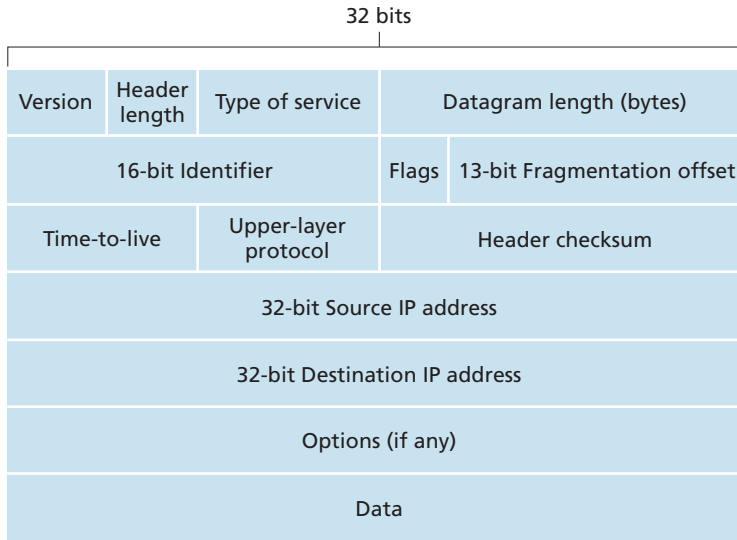 32 bits
Version
Header
length
Type of service
Datagram length (bytes)
16-bit Identifier
Flags
13-bit Fragmentation offset
Time-to-live
Upper-layer
protocol
Header checksum
32-bit Source IP address
32-bit Destination IP address
Options (if any)
Data